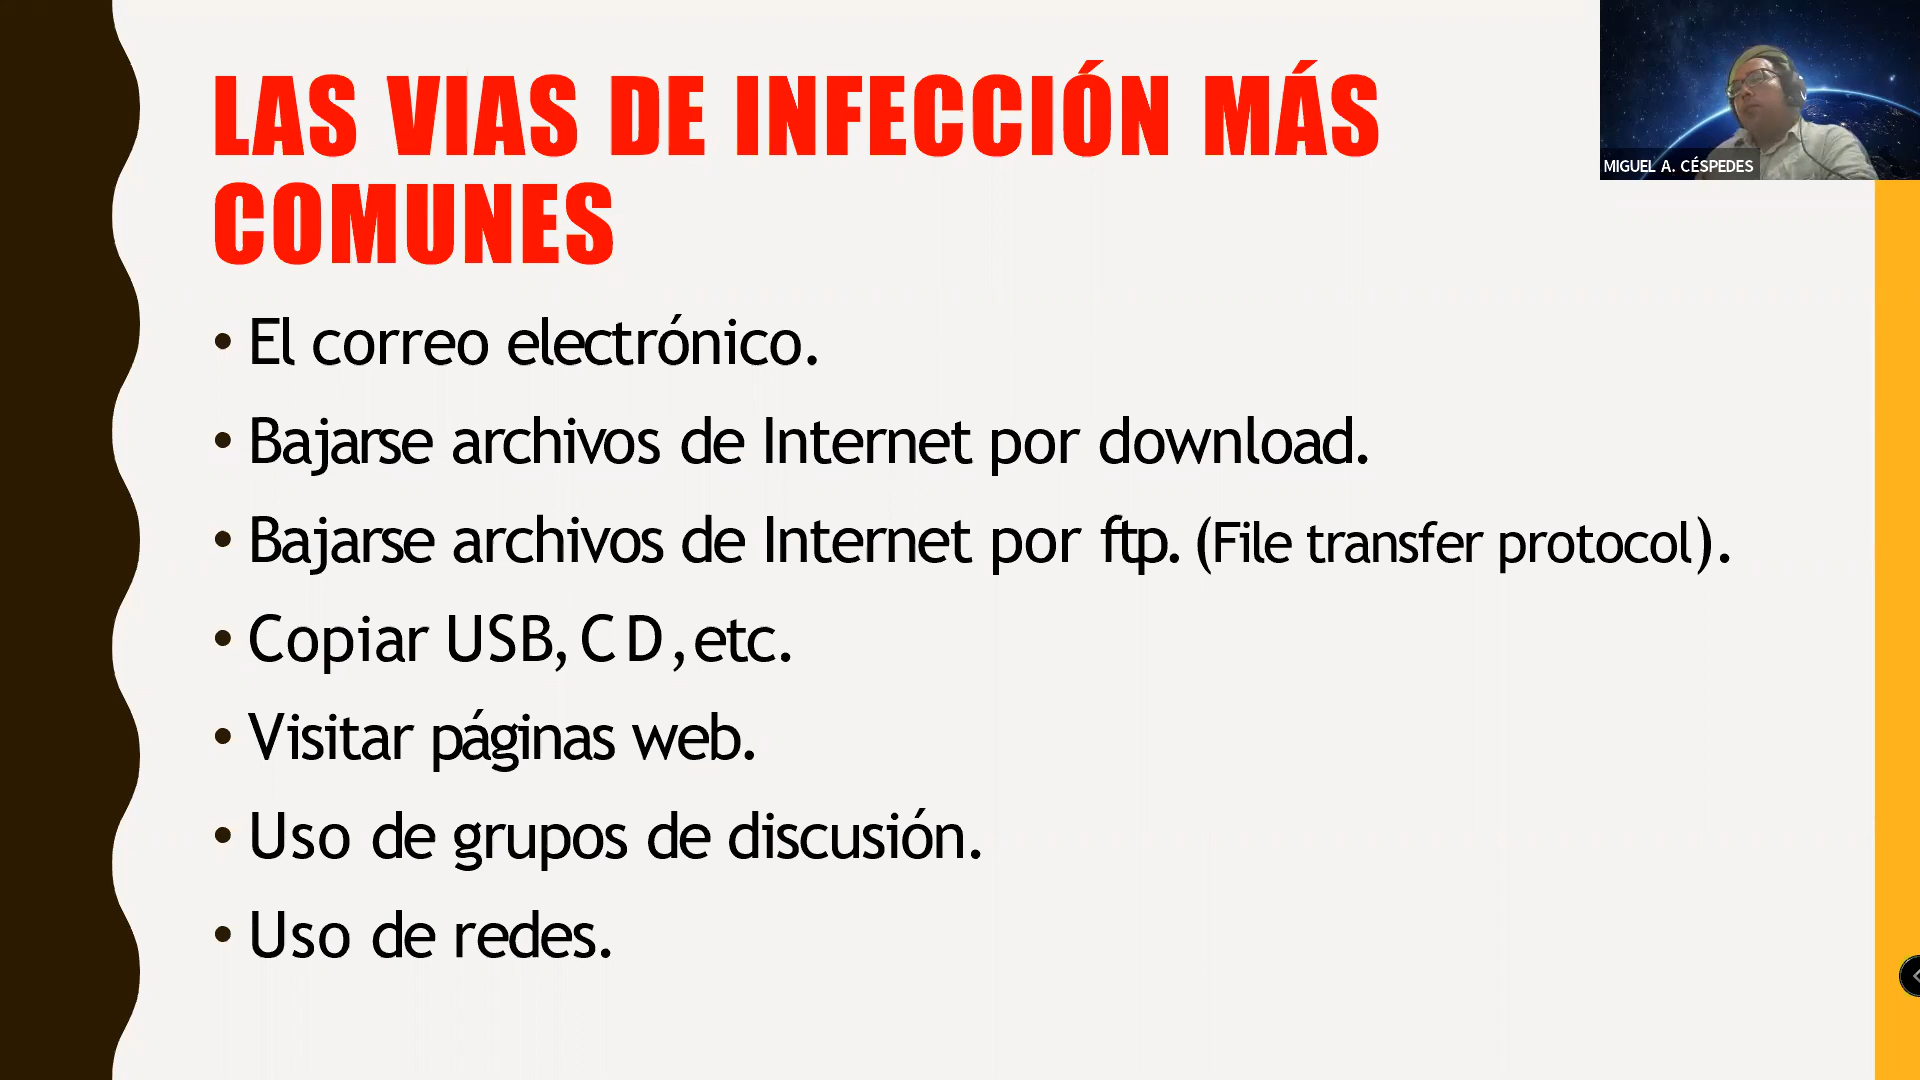 LAS VIAS DE INFECCIÓN MÁS
COMUNES
MIGUEL A. CÉSPEDES
• El correo electrónico.
• Bajarse archivos de Internet por download.
• Bajarse archivos de Internet por ftp. (File transfer protocol).
• Copiar USB, CD, etc.
• Visitar páginas web.
• Uso de grupos de discusión.
• Uso de redes.